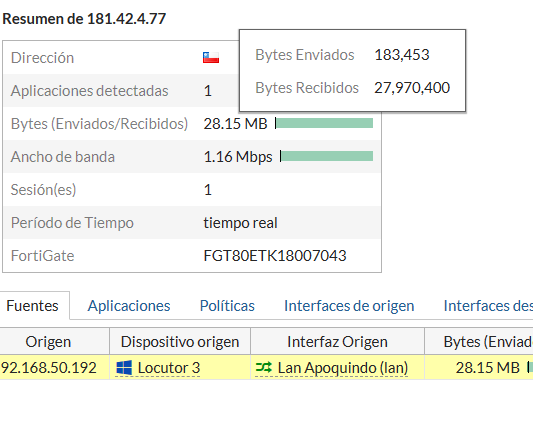 Resumen de 181.42.4.77
Bytes Enviados 183,453
Bytes Recibidos 27,970,400
Dirección
Aplicaciones detectadas 1
Bytes (Enviados/Recibidos) 28.15 MB
Ancho de banda 1.16 Mbps
Sesión(es) 1
Período de Tiempo tiempo real
FortiGate FGT80ETK18007043
Fuentes Aplicaciones Políticas Interfaces de origen Interfaces des
Origen Dispositivo origen Interfaz Origen Bytes (Enviad
92.168.50.192 Locutor 3 Lan Apoquindo (lan) 28.15 MB